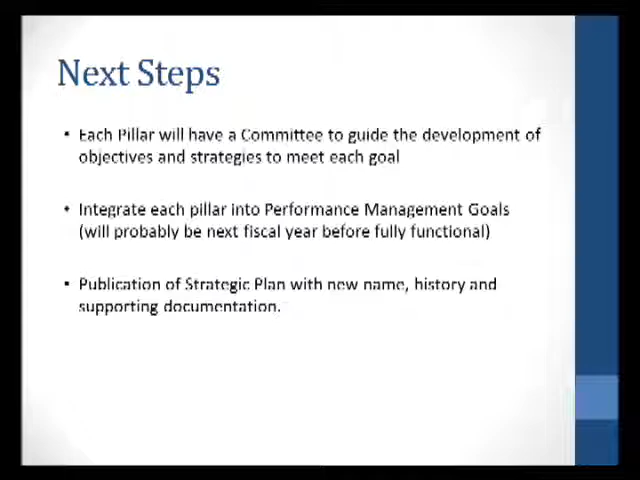 Next Steps
• Each Pillar will have a Committee to guide the development of
objectives and strategies to meet each goal
• Integrate each pillar into Performance Management Goals
(will probably be next fiscal year before fully functional)
• Publication of Strategic Plan with new name, history and
supporting documentation.